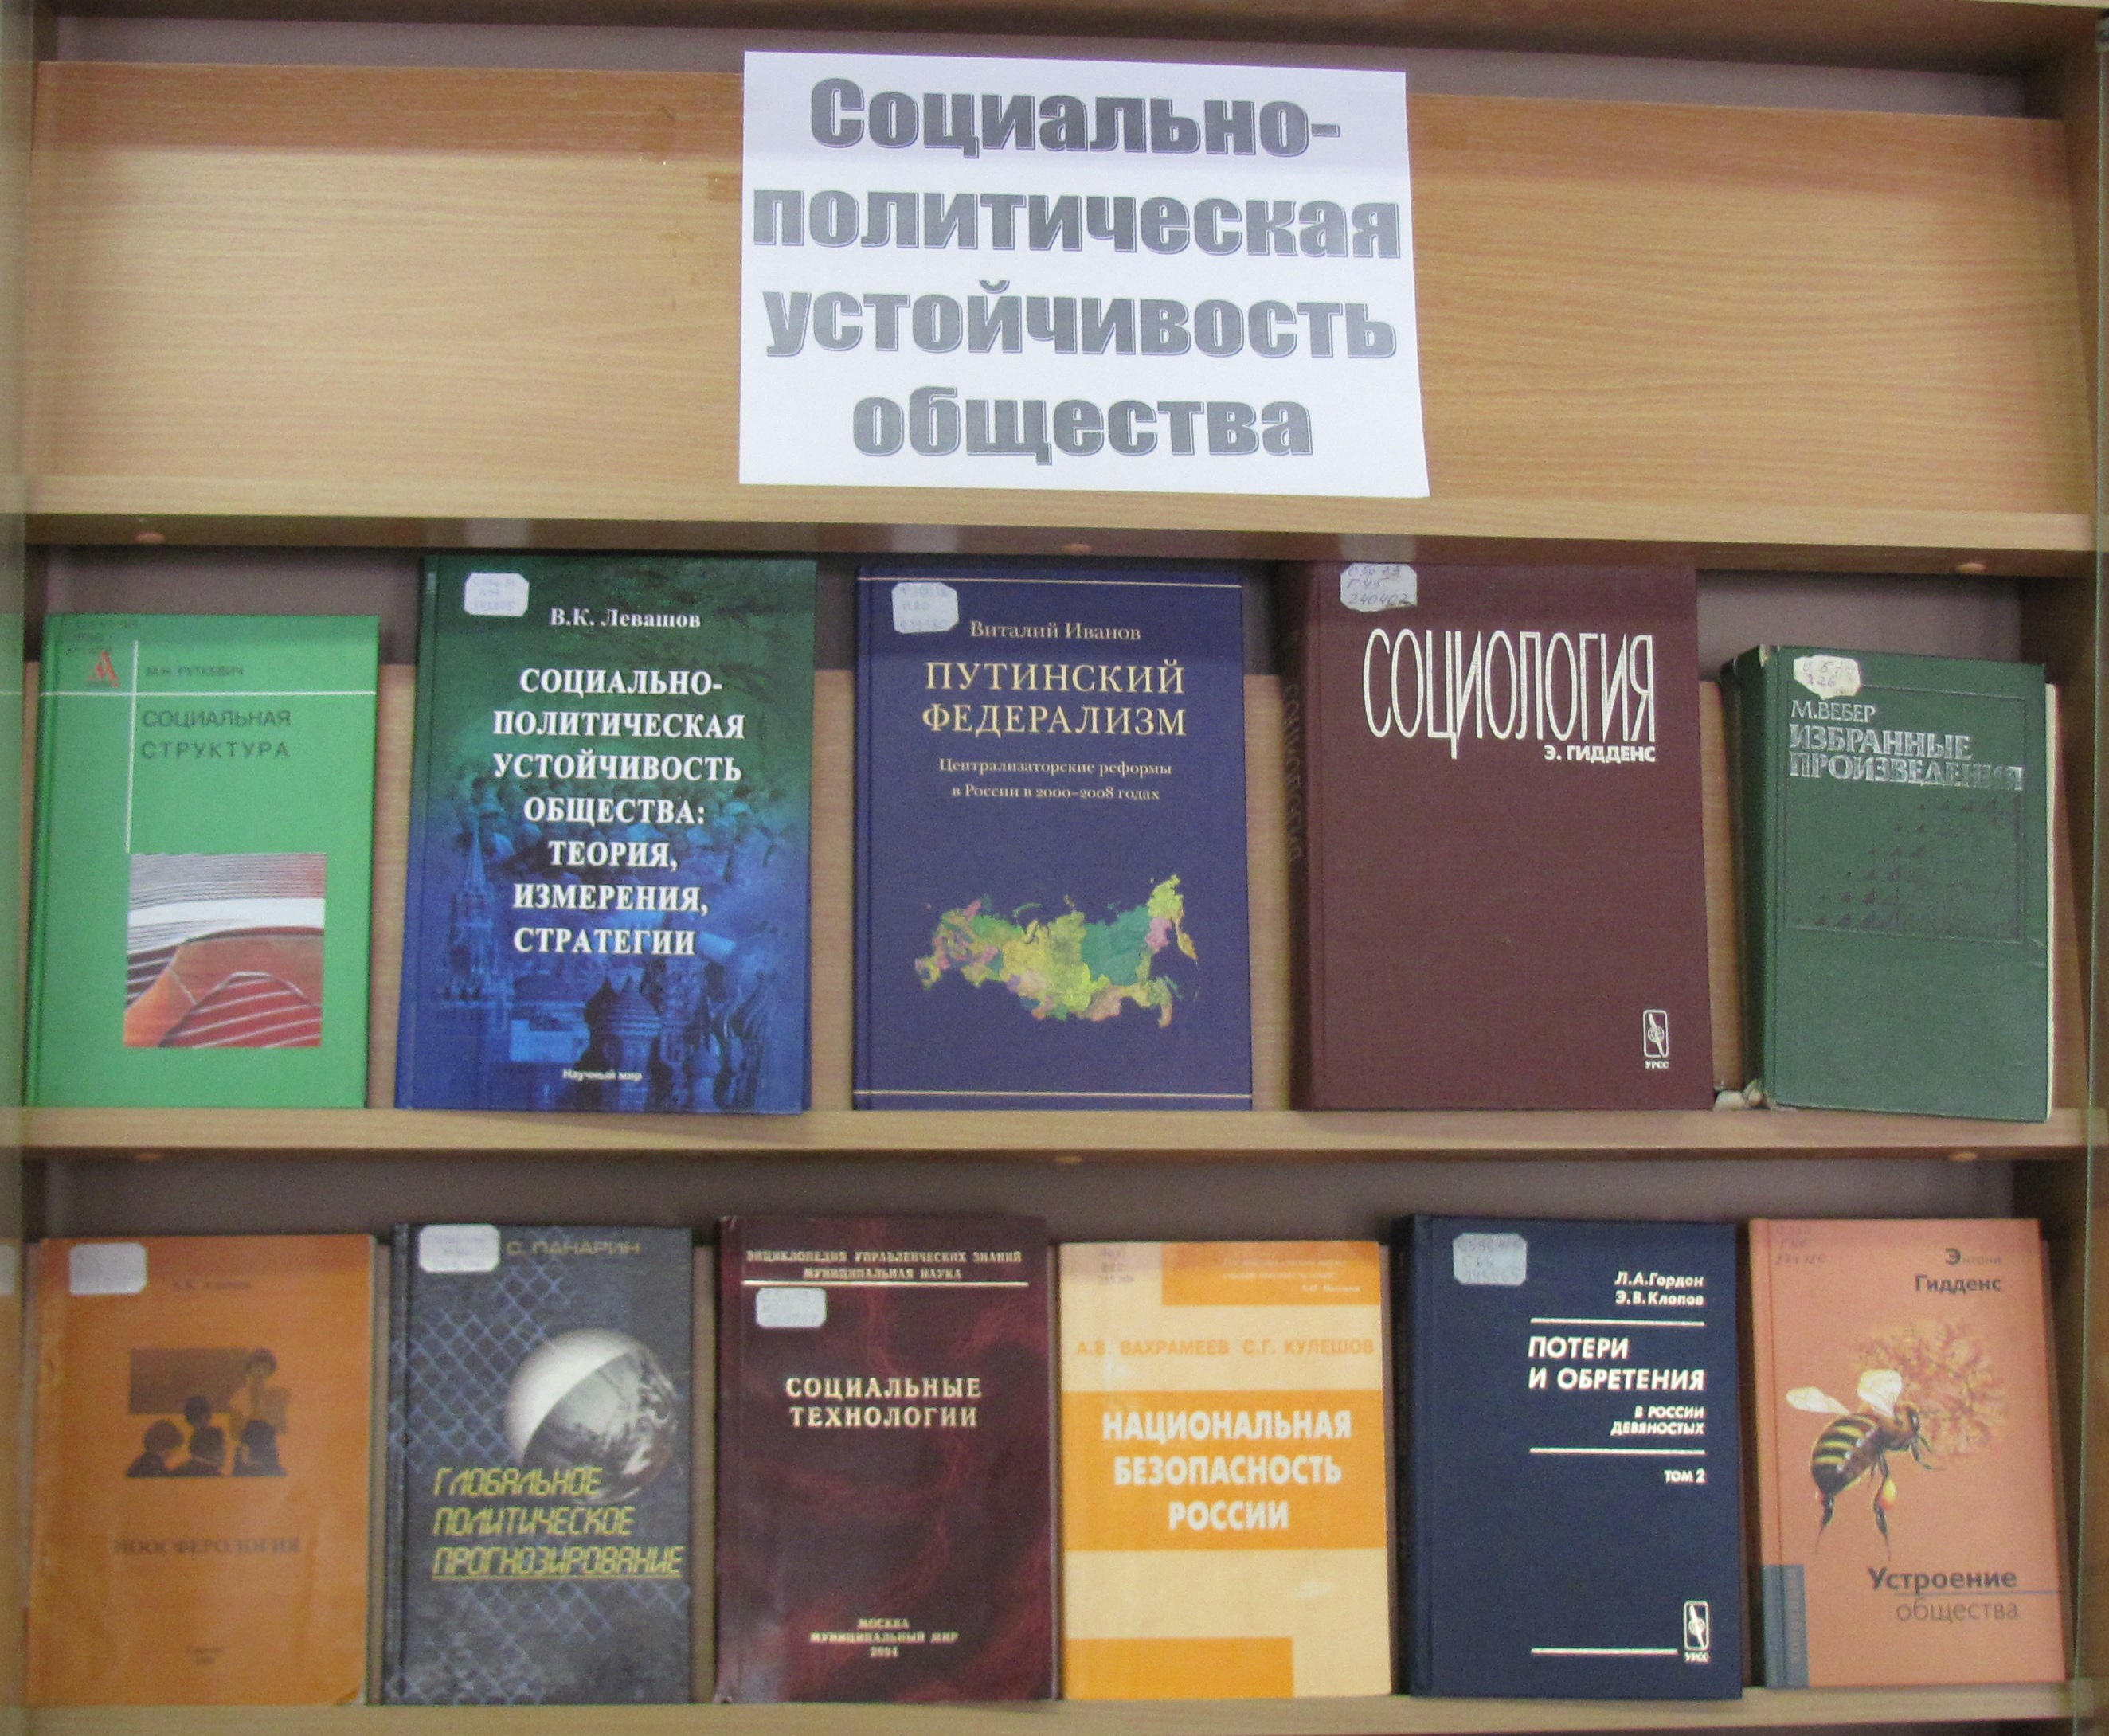 Социально-
политическая
устойчивость
общества
М.Н. РУТКЕВИЧ
СОЦИАЛЬНАЯ
СТРУКТУРА
В.К. Левашов
СОЦИАЛЬНО-
ПОЛИТИЧЕСКАЯ
УСТОЙЧИВОСТЬ
ОБЩЕСТВА:
ТЕОРИЯ,
ИЗМЕРЕНИЯ,
СТРАТЕГИИ
Научный мир
Виталий Иванов
ПУТИНСКИЙ
ФЕДЕРАЛИЗМ
Централизаторские реформы
в России в 2000–2008 годах
240402
СОЦИОЛОГИЯ
Э. ГИДДЕНС
УРСС
М.ВЕБЕР
ИЗБРАННЫЕ
ПРОИЗВЕДЕНИЯ
НООСФЕРОЛОГИЯ
С. ПАНАРИН
ГЛОБАЛЬНОЕ
ПОЛИТИЧЕСКОЕ
ПРОГНОЗИРОВАНИЕ
ЭНЦИКЛОПЕДИЯ УПРАВЛЕНЧЕСКИХ ЗНАНИЙ
МУНИЦИПАЛЬНАЯ НАУКА
СОЦИАЛЬНЫЕ
ТЕХНОЛОГИИ
МОСКВА
МУНИЦИПАЛЬНЫЙ МИР
2004
А.В. ВАХРАМЕЕВ С.Г. КУЛЕШОВ
НАЦИОНАЛЬНАЯ
БЕЗОПАСНОСТЬ
РОССИИ
Л.А.Гордон
Э.В.Клопов
ПОТЕРИ
И ОБРЕТЕНИЯ
В РОССИИ
ДЕВЯНОСТЫХ
ТОМ 2
УРСС
Энтони
Гидденс
Устроение
общества